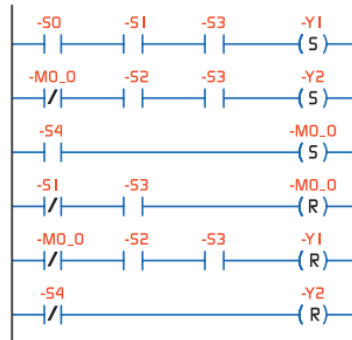 -S0 -S1 -S3 -Y1
S
-M0_0 -S2 -S3 -Y2
S
-S4 -M0_0
S
-S1 -S3 -M0_0
R
-M0_0 -S2 -S3 -Y1
R
-S4 -Y2
R